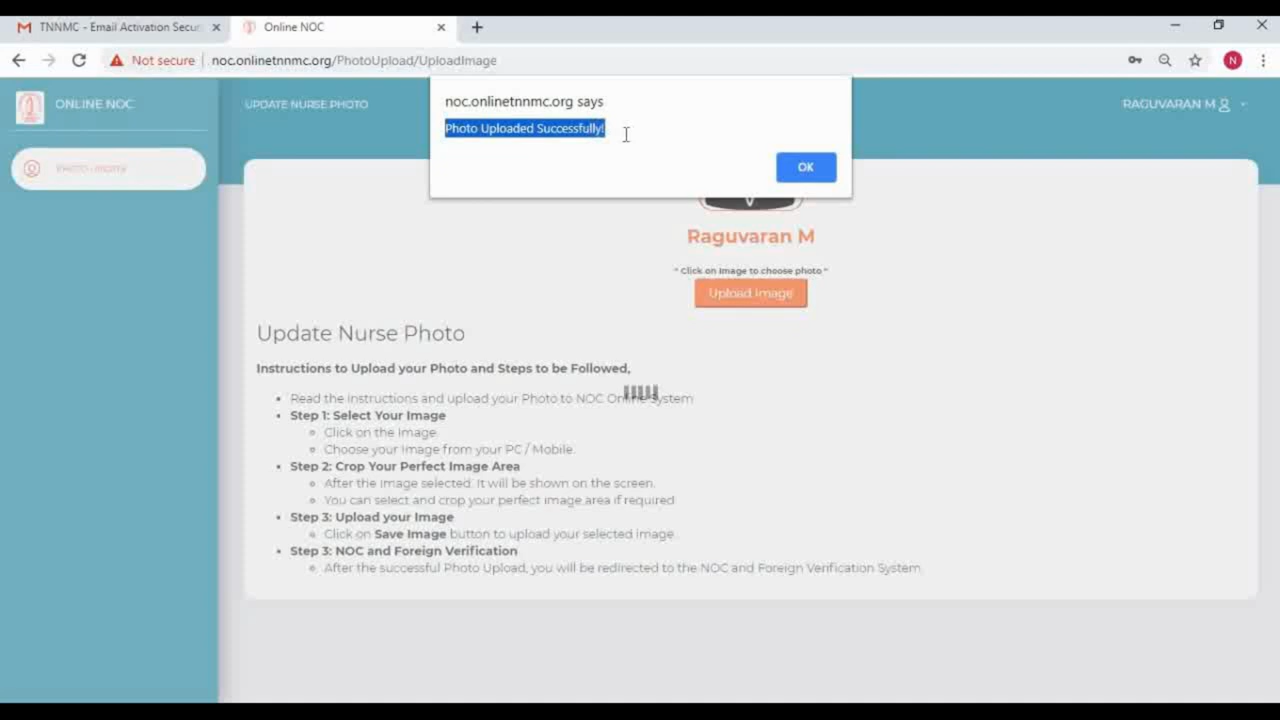 TNNMC - Email Activation Secur
Online NOC
Not secure
noc.onlinetnnmc.org/PhotoUpload/UploadImage
N
noc.onlinetnnmc.org says
Photo Uploaded Successfully!
OK
ONLINE NOC
UPDATE NURSE PHOTO
RAGUVARAN M
PHOTO UPDATE
Raguvaran M
* Click on Image to choose photo *
Upload Image
Update Nurse Photo
Instructions to Upload your Photo and Steps to be Followed,
Read the instructions and upload your Photo to NOC Online System
Step 1: Select Your Image
Click on the Image.
Choose your Image from your PC / Mobile.
Step 2: Crop Your Perfect Image Area
After the image selected. It will be shown on the screen.
You can select and crop your perfect image area if required
Step 3: Upload your Image
Click on Save Image button to upload your selected image.
Step 3: NOC and Foreign Verification
After the successful Photo Upload, you will be redirected to the NOC and Foreign Verification System.